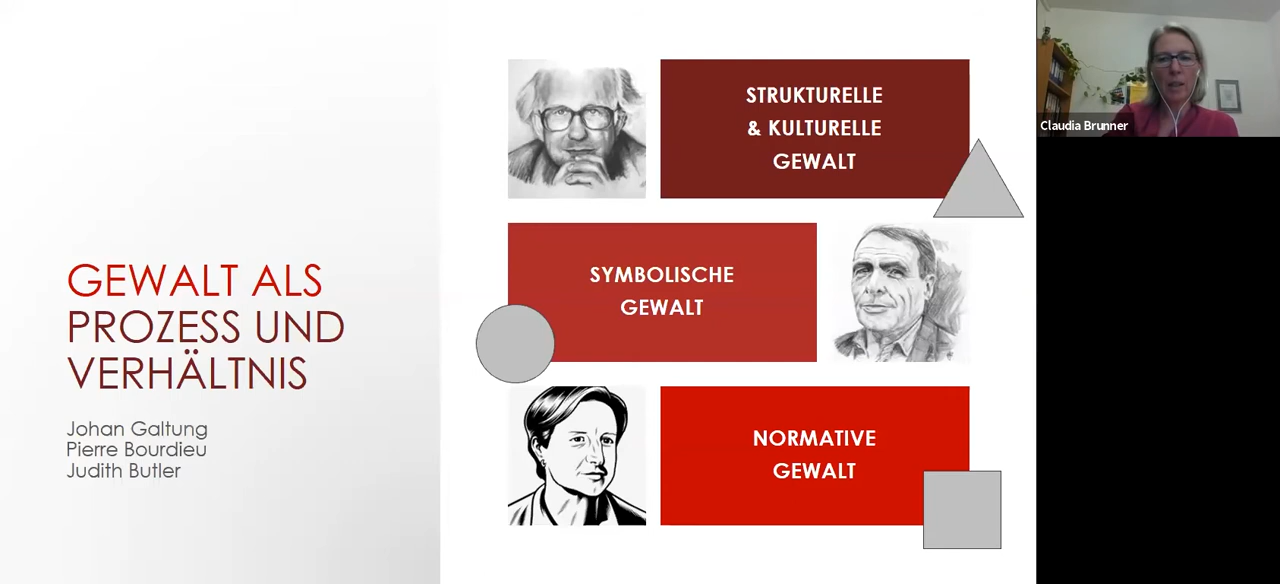 GEWALT ALS
PROZESS UND
VERHÄLTNIS
Johan Galtung
Pierre Bourdieu
Judith Butler
STRUKTURELLE
& KULTURELLE
GEWALT
SYMBOLISCHE
GEWALT
NORMATIVE
GEWALT
Claudia Brunner